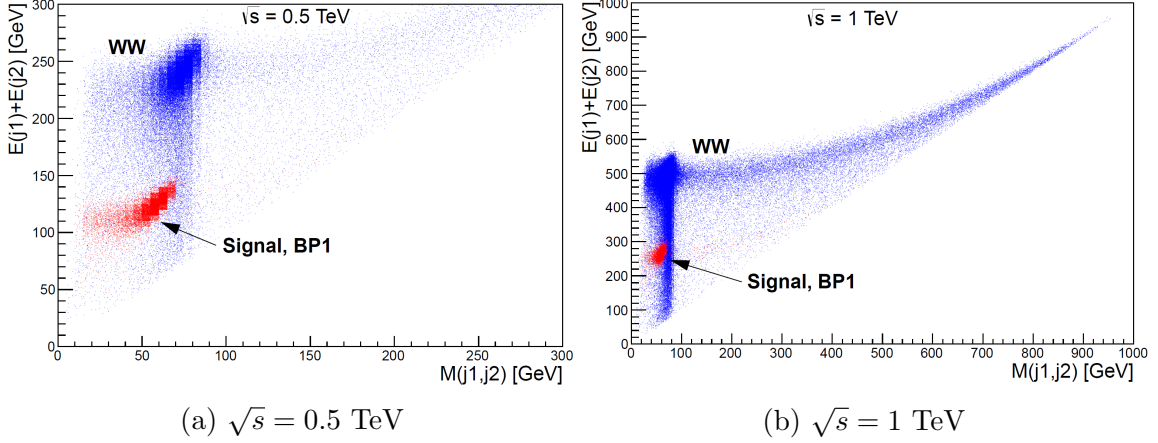 √s = 0.5 TeV
E(j1)+E(j2) [GeV]
300
250
200
150
100
50
0
WW
Signal, BP1
0 50 100 150 200 250 300
M(j1,j2) [GeV]
(a) √s = 0.5 TeV
√s = 1 TeV
E(j1)+E(j2) [GeV]
1000
900
800
700
600
500
400
300
200
100
0
WW
Signal, BP1
0 100 200 300 400 500 600 700 800 900 1000
M(j1,j2) [GeV]
(b) √s = 1 TeV